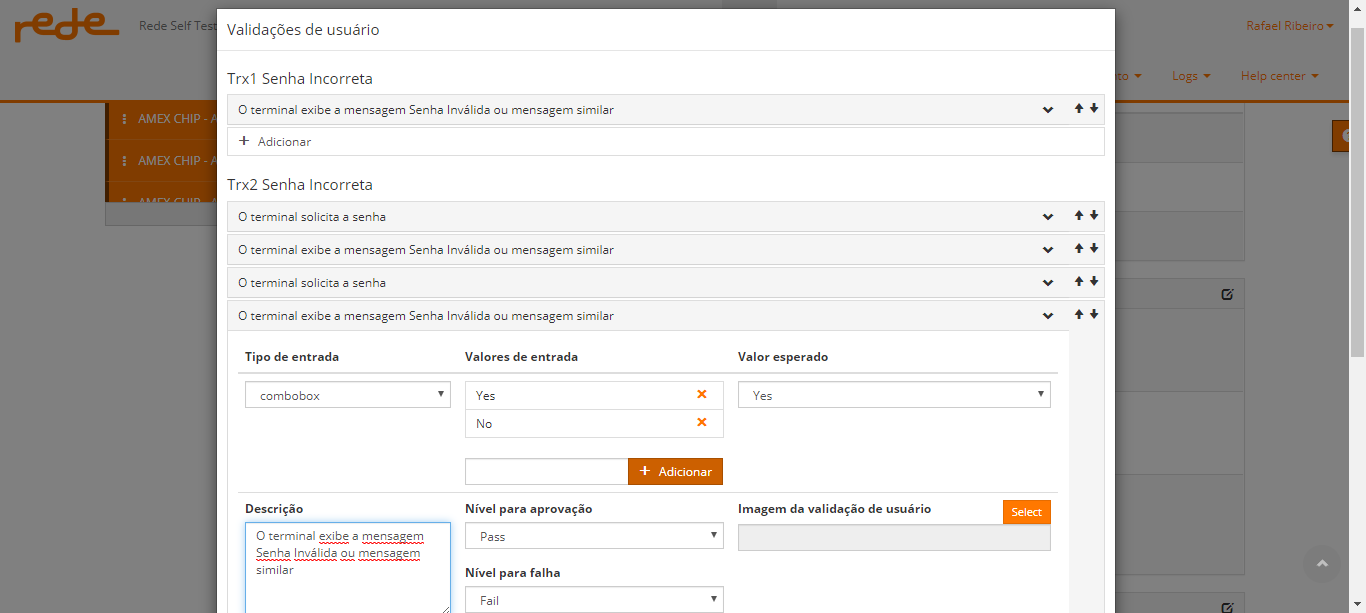 rede
Rede Self Test
Rafael Ribeiro
Logs
Help center
AMEX CHIP - A
AMEX CHIP - A
AMEX CHIP - A
Validações de usuário
Trx1 Senha Incorreta
O terminal exibe a mensagem Senha Inválida ou mensagem similar
+ Adicionar
Trx2 Senha Incorreta
O terminal solicita a senha
O terminal exibe a mensagem Senha Inválida ou mensagem similar
O terminal solicita a senha
O terminal exibe a mensagem Senha Inválida ou mensagem similar
Tipo de entrada
Valores de entrada
Valor esperado
combobox
Yes
Yes
No
+ Adicionar
Descrição
Nível para aprovação
Imagem da validação de usuário
Select
O terminal exibe a mensagem
Senha Inválida ou mensagem
similar
Pass
Nível para falha
Fail